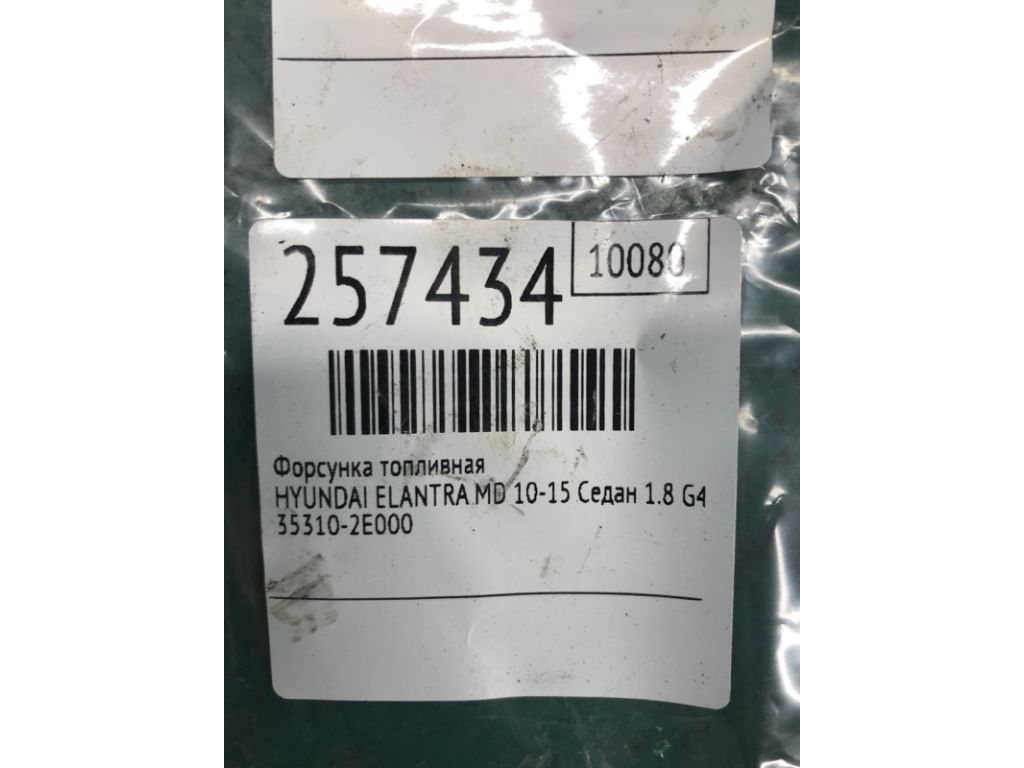 257434 10080
Форсунка топливная
HYUNDAI ELANTRA MD 10-15 Седан 1.8 G4
35310-2E000